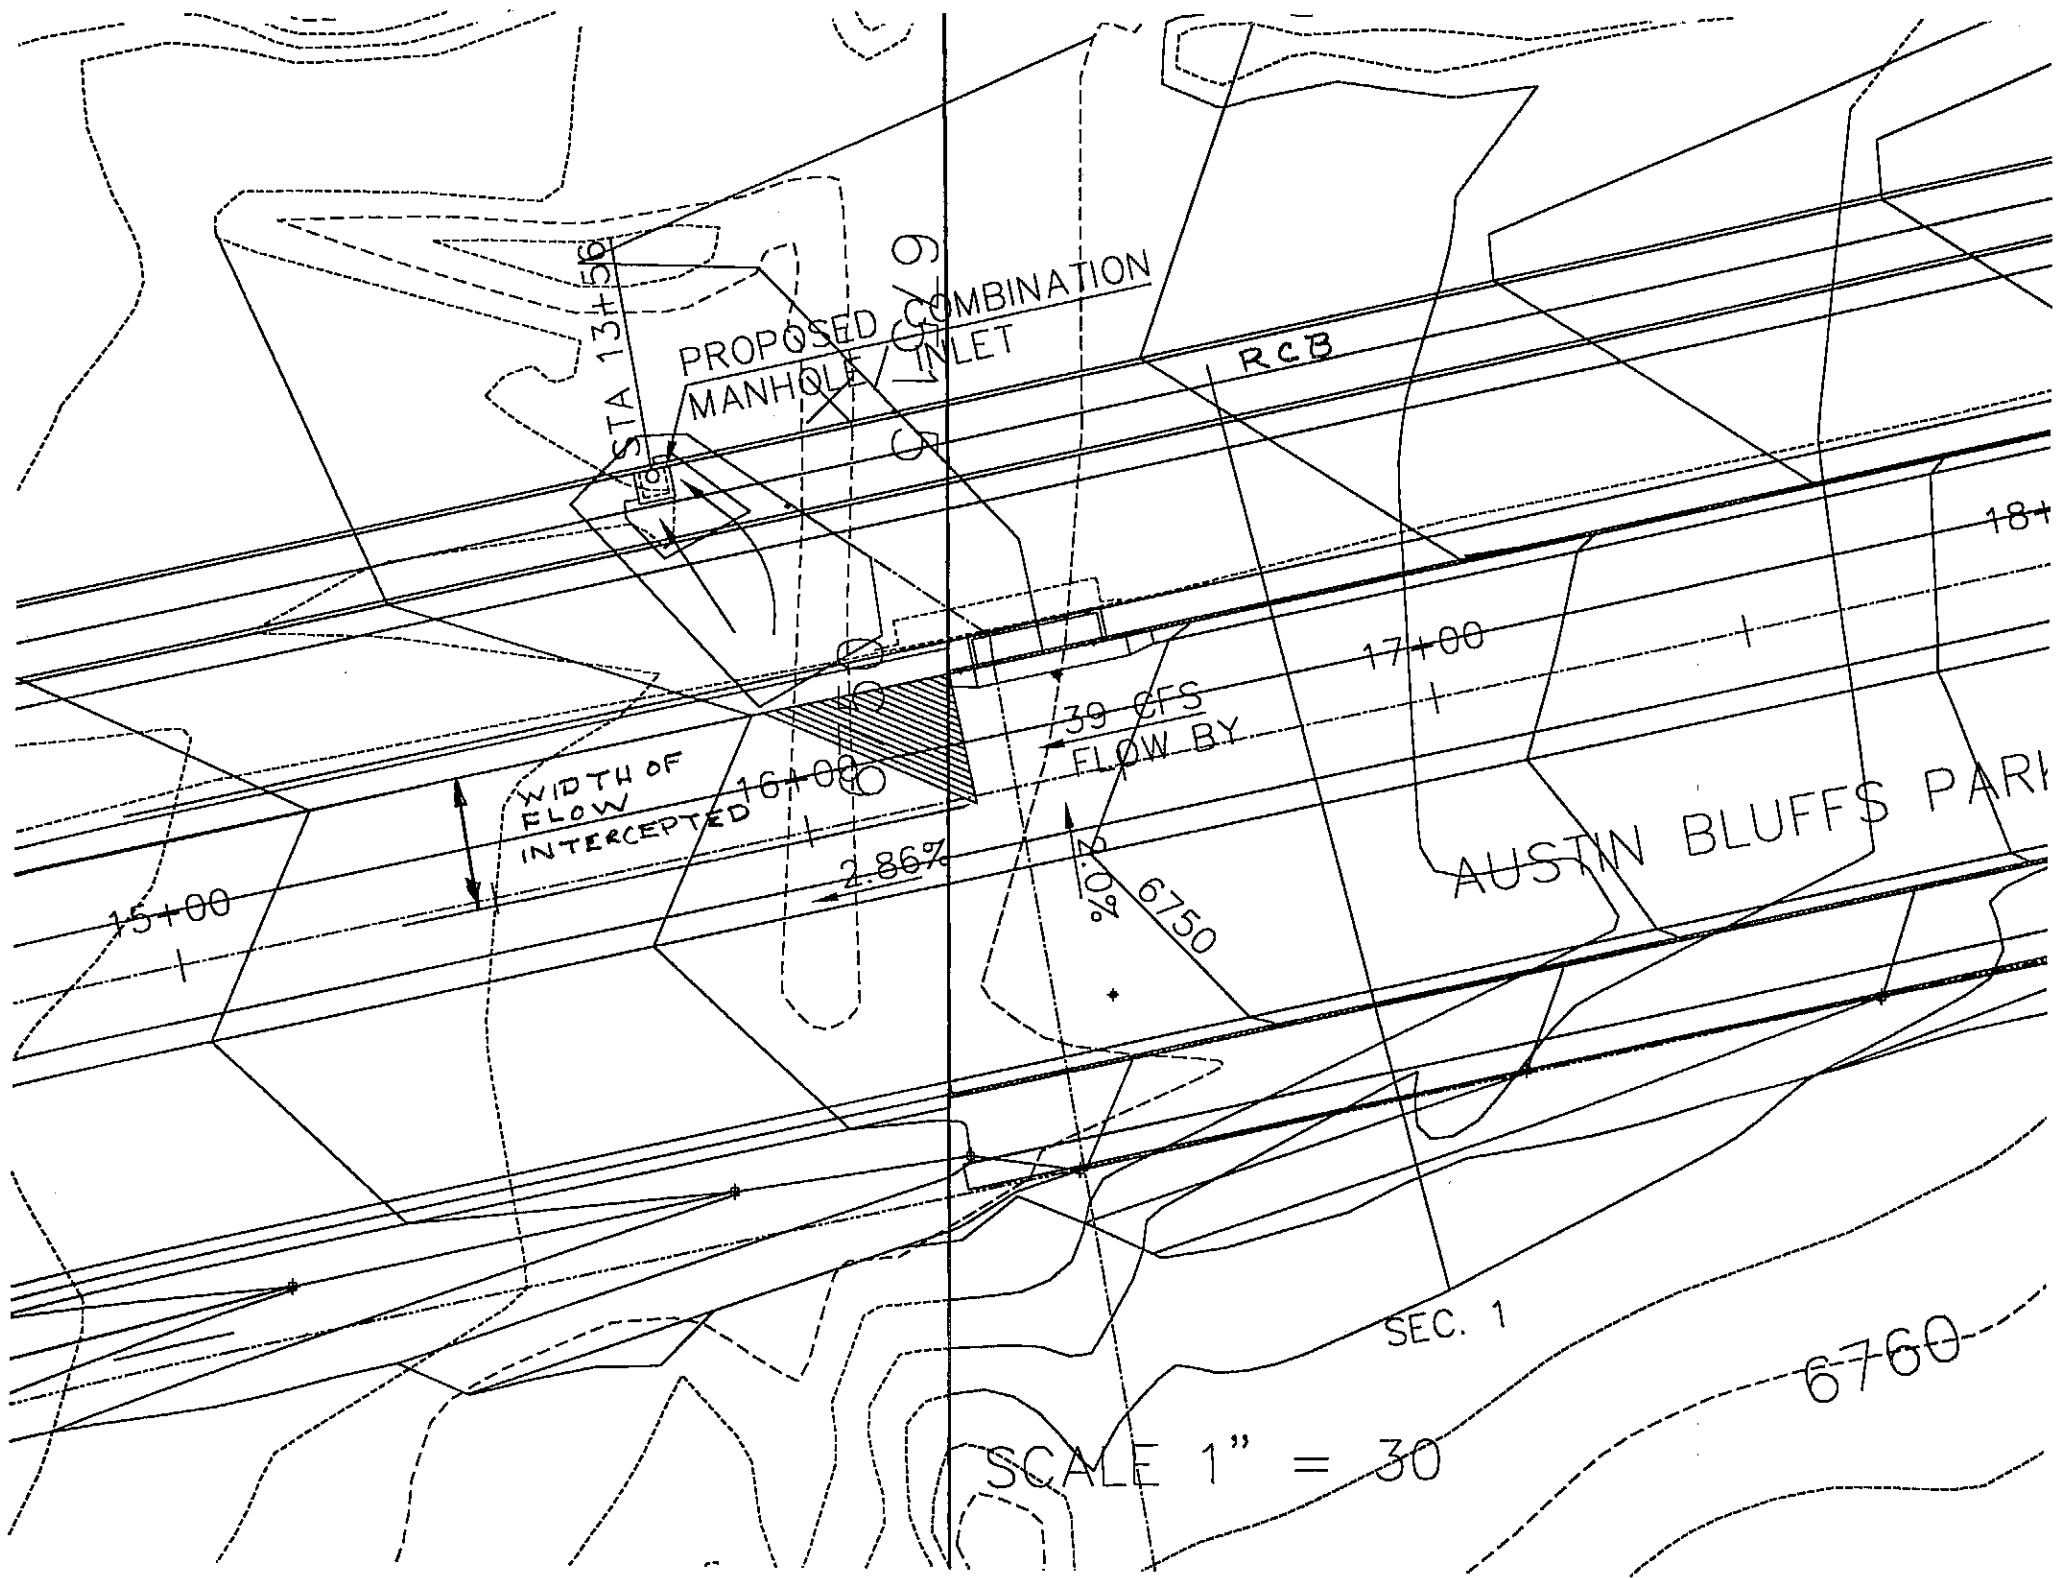 STA 13+56
PROPOSED COMBINATION
MANHOLE INLET
RCB
18+
17+00
39 CFS
FLOW BY
WIDTH OF
FLOW
INTERCEPTED
16+00
2.86%
2.0%
6750
15+00
AUSTIN BLUFFS PARK
SEC. 1
6760
SCALE 1" = 30